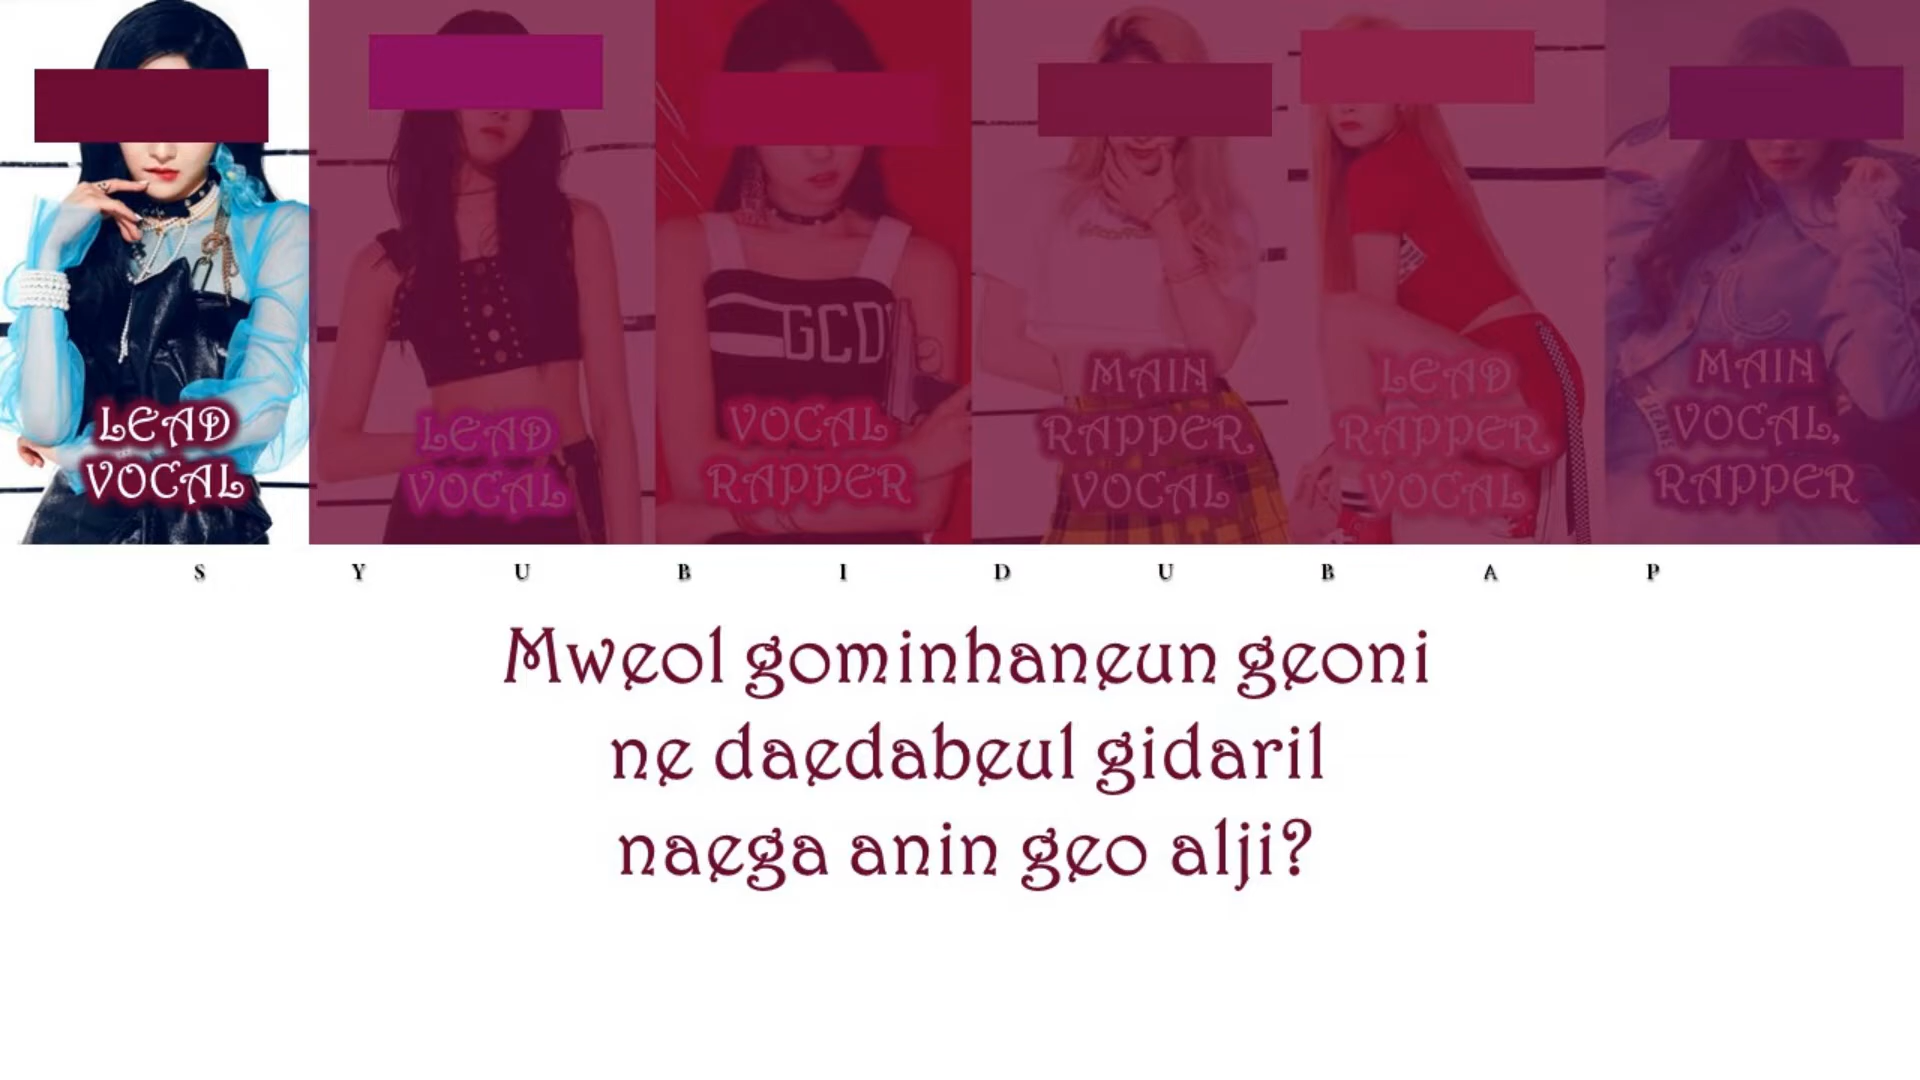 GCD
LEAD
VOCAL
LEAD
VOCAL
VOCAL
RAPPER
MAIN
RAPPER,
VOCAL
LEAD
RAPPER,
VOCAL
MAIN
VOCAL,
RAPPER
S Y U B I D U B A P
Mweol gominhaneun geoni
ne daedabeul gidaril
naega anin geo alji?